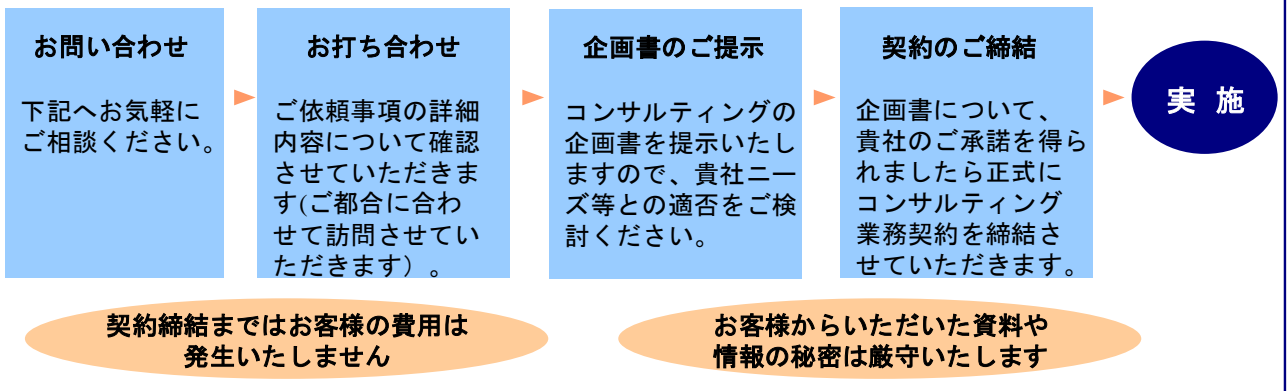 お問い合わせ
下記へお気軽に
ご相談ください。
お打ち合わせ
ご依頼事項の詳細
内容について確認
させていただきま
す(ご都合に合わ
せて訪問させてい
ただきます）。
企画書のご提示
コンサルティングの
企画書を提示いたし
ますので、貴社ニー
ズ等との適否をご検
討ください。
契約のご締結
企画書について、
貴社のご承諾を得ら
れましたら正式に
コンサルティング
業務契約を締結さ
せていただきます。
実 施
契約締結まではお客様の費用は
発生いたしません
お客様からいただいた資料や
情報の秘密は厳守いたします